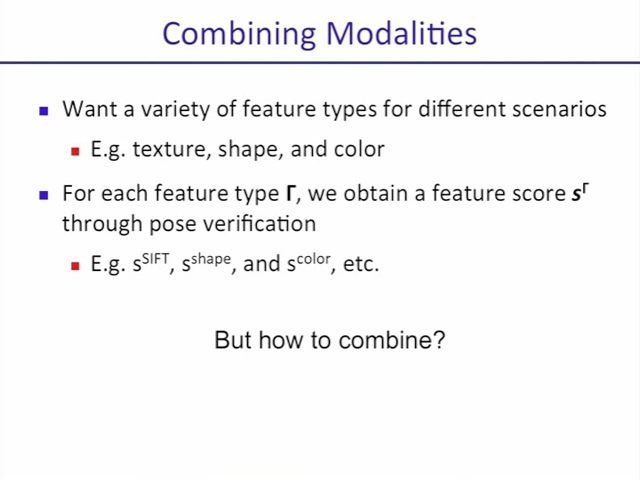 Combining Modalities
Want a variety of feature types for different scenarios
E.g. texture, shape, and color
For each feature type Γ, we obtain a feature score s^Γ
through pose verification
E.g. s^SIFT, s^shape, and s^color, etc.
But how to combine?